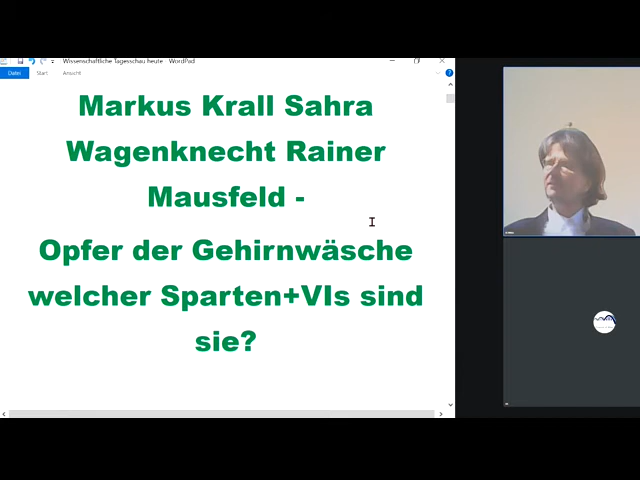 Wissenschaftliche Tagesschau heute - WordPad
Datei Start Ansicht
Markus Krall Sahra
Wagenknecht Rainer
Mausfeld -
Opfer der Gehirnwäsche
welcher Sparten+VIs sind
sie?